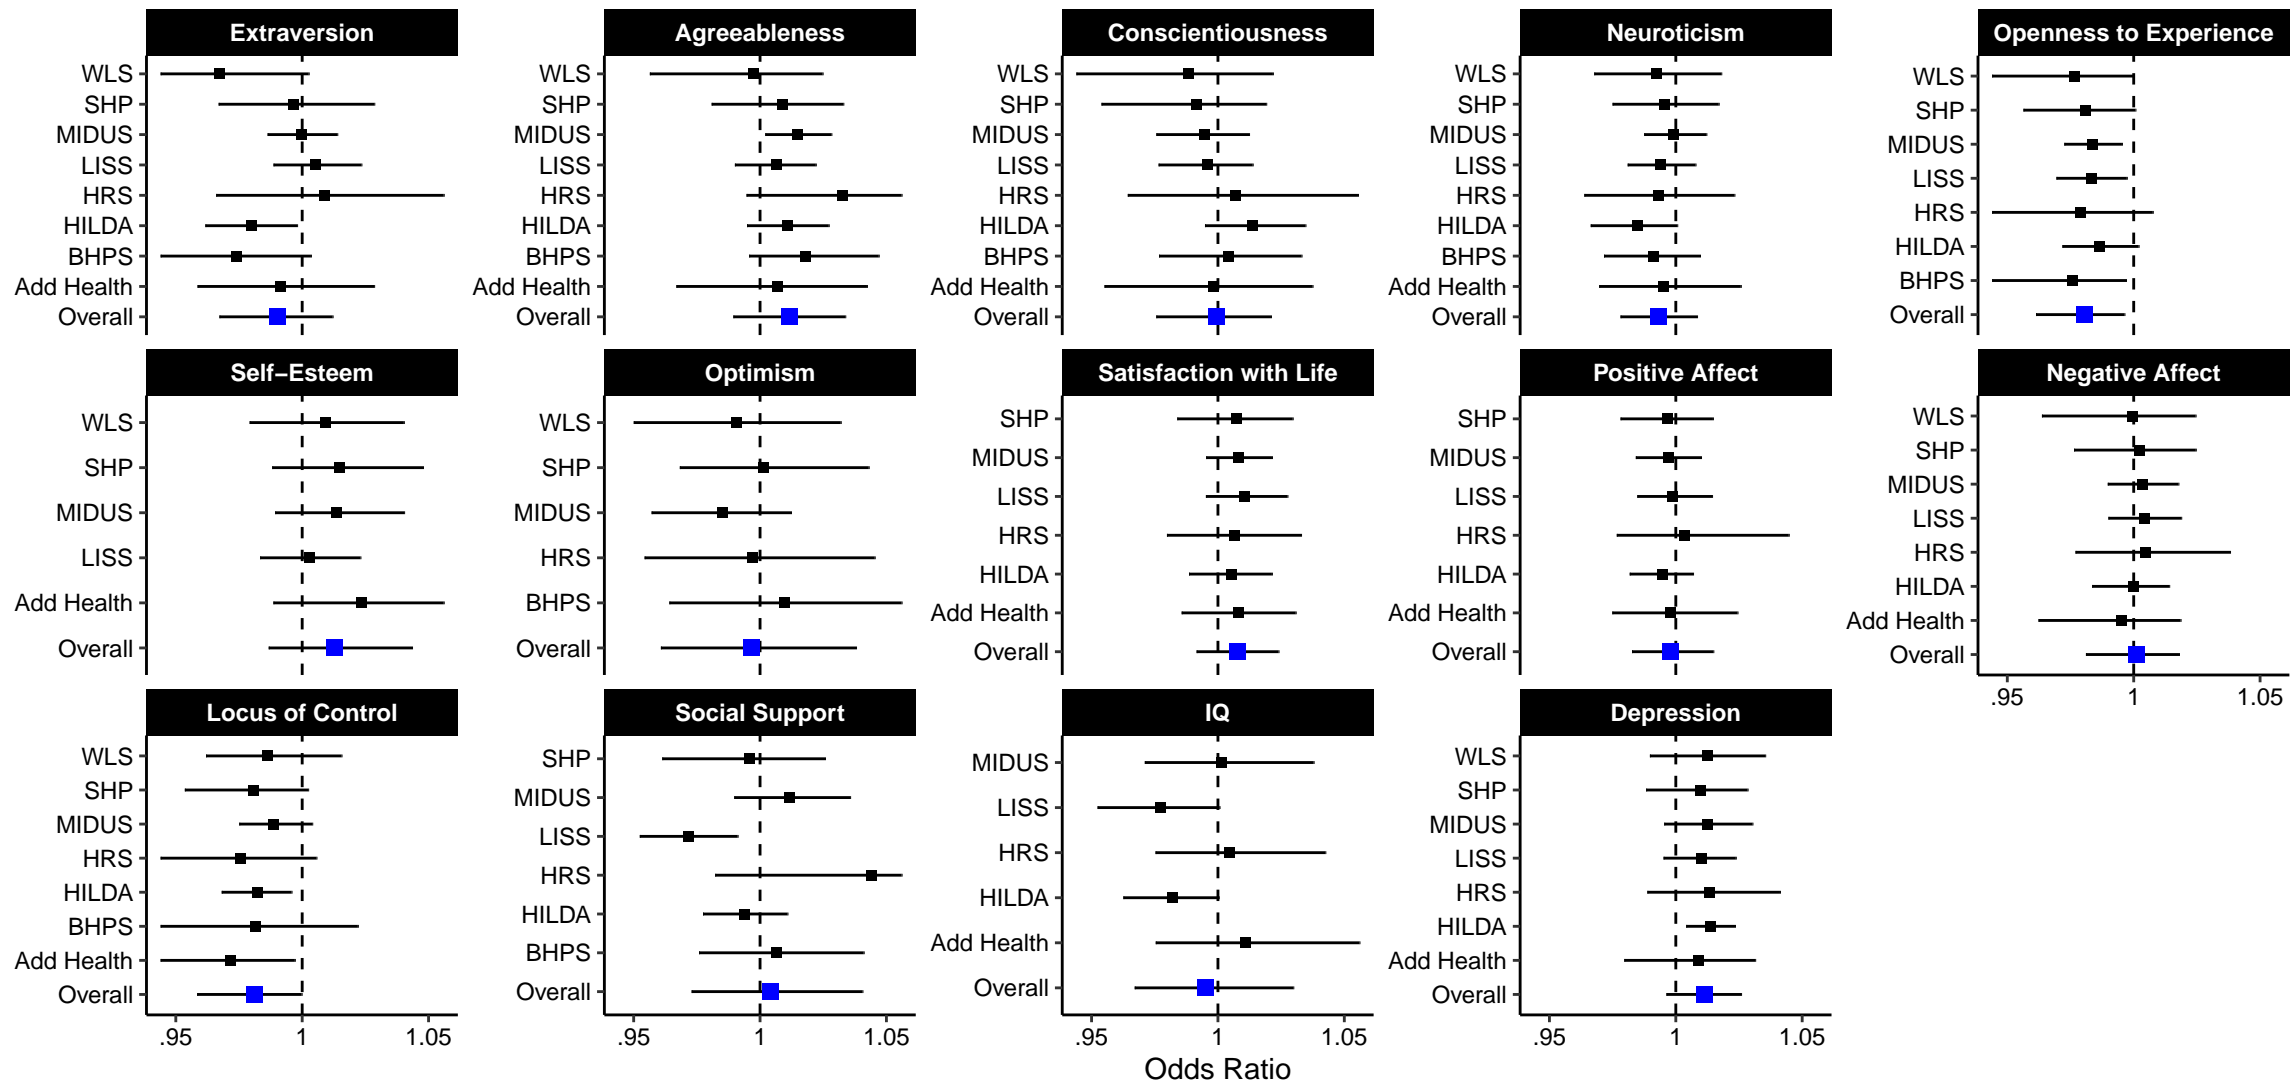 Extraversion
WLS
SHP
MIDUS
LISS
HRS
HILDA
BHPS
Add Health
Overall
Agreeableness
WLS
SHP
MIDUS
LISS
HRS
HILDA
BHPS
Add Health
Overall
Conscientiousness
WLS
SHP
MIDUS
LISS
HRS
HILDA
BHPS
Add Health
Overall
Neuroticism
WLS
SHP
MIDUS
LISS
HRS
HILDA
BHPS
Add Health
Overall
Openness to Experience
WLS
SHP
MIDUS
LISS
HRS
HILDA
BHPS
Overall
Self−Esteem
WLS
SHP
MIDUS
LISS
Add Health
Overall
Optimism
WLS
SHP
MIDUS
HRS
BHPS
Overall
Satisfaction with Life
SHP
MIDUS
LISS
HRS
HILDA
Add Health
Overall
Positive Affect
SHP
MIDUS
LISS
HRS
HILDA
Add Health
Overall
Negative Affect
WLS
SHP
MIDUS
LISS
HRS
HILDA
Add Health
Overall
.95 1 1.05
Locus of Control
WLS
SHP
MIDUS
HRS
HILDA
BHPS
Add Health
Overall
.95 1 1.05
Social Support
SHP
MIDUS
LISS
HRS
HILDA
BHPS
Overall
.95 1 1.05
IQ
MIDUS
LISS
HRS
HILDA
Add Health
Overall
.95 1 1.05
Depression
WLS
SHP
MIDUS
LISS
HRS
HILDA
Add Health
Overall
.95 1 1.05
Odds Ratio